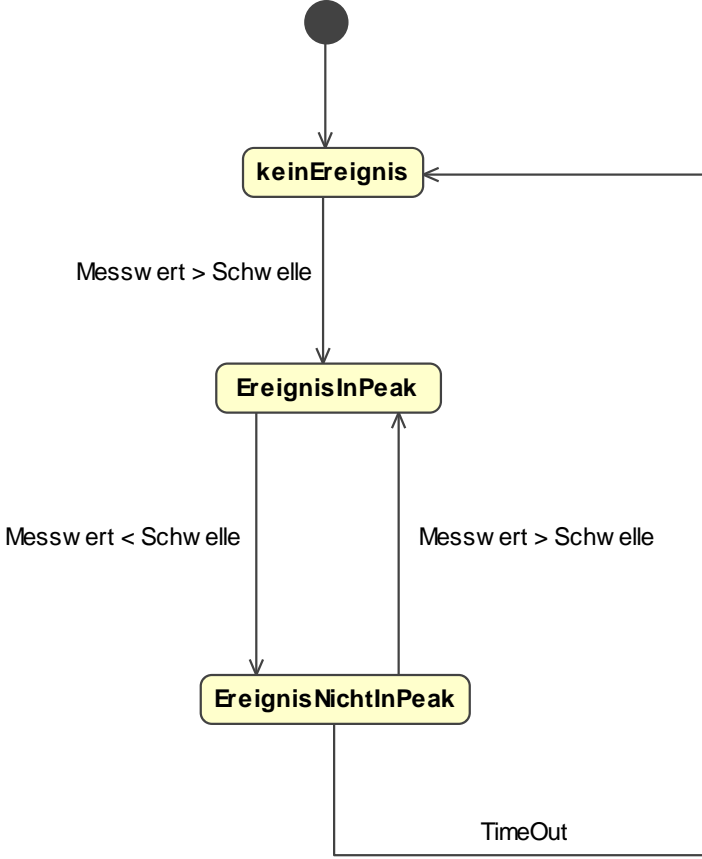 keinEreignis
Messwert > Schwelle
EreignisInPeak
Messwert < Schwelle
Messwert > Schwelle
EreignisNichtInPeak
TimeOut